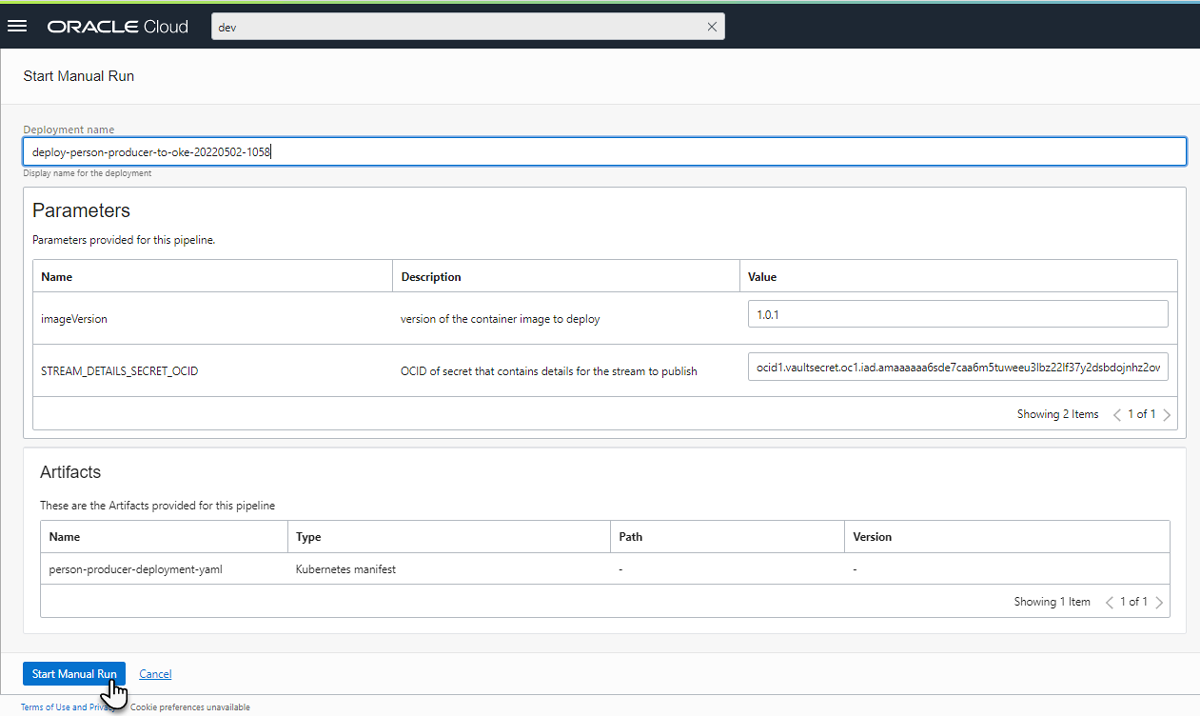 ORACLE Cloud
dev
Start Manual Run
Deployment name
deploy-person-producer-to-oke-20220502-1058
Display name for the deployment
Parameters
Parameters provided for this pipeline.
Name Description Value
imageVersion version of the container image to deploy 1.0.1
STREAM_DETAILS_SECRET_OCID OCID of secret that contains details for the stream to publish ocid1.vaultsecret.oc1.iad.amaaaaaa6sde7caa6m5tuweeu3lbz22lf37y2dsbdojnhz2ov
Showing 2 Items 1 of 1
Artifacts
These are the Artifacts provided for this pipeline
Name Type Path Version
person-producer-deployment-yaml Kubernetes manifest - -
Showing 1 Item 1 of 1
Start Manual Run Cancel
Terms of Use and Privacy Cookie preferences unavailable